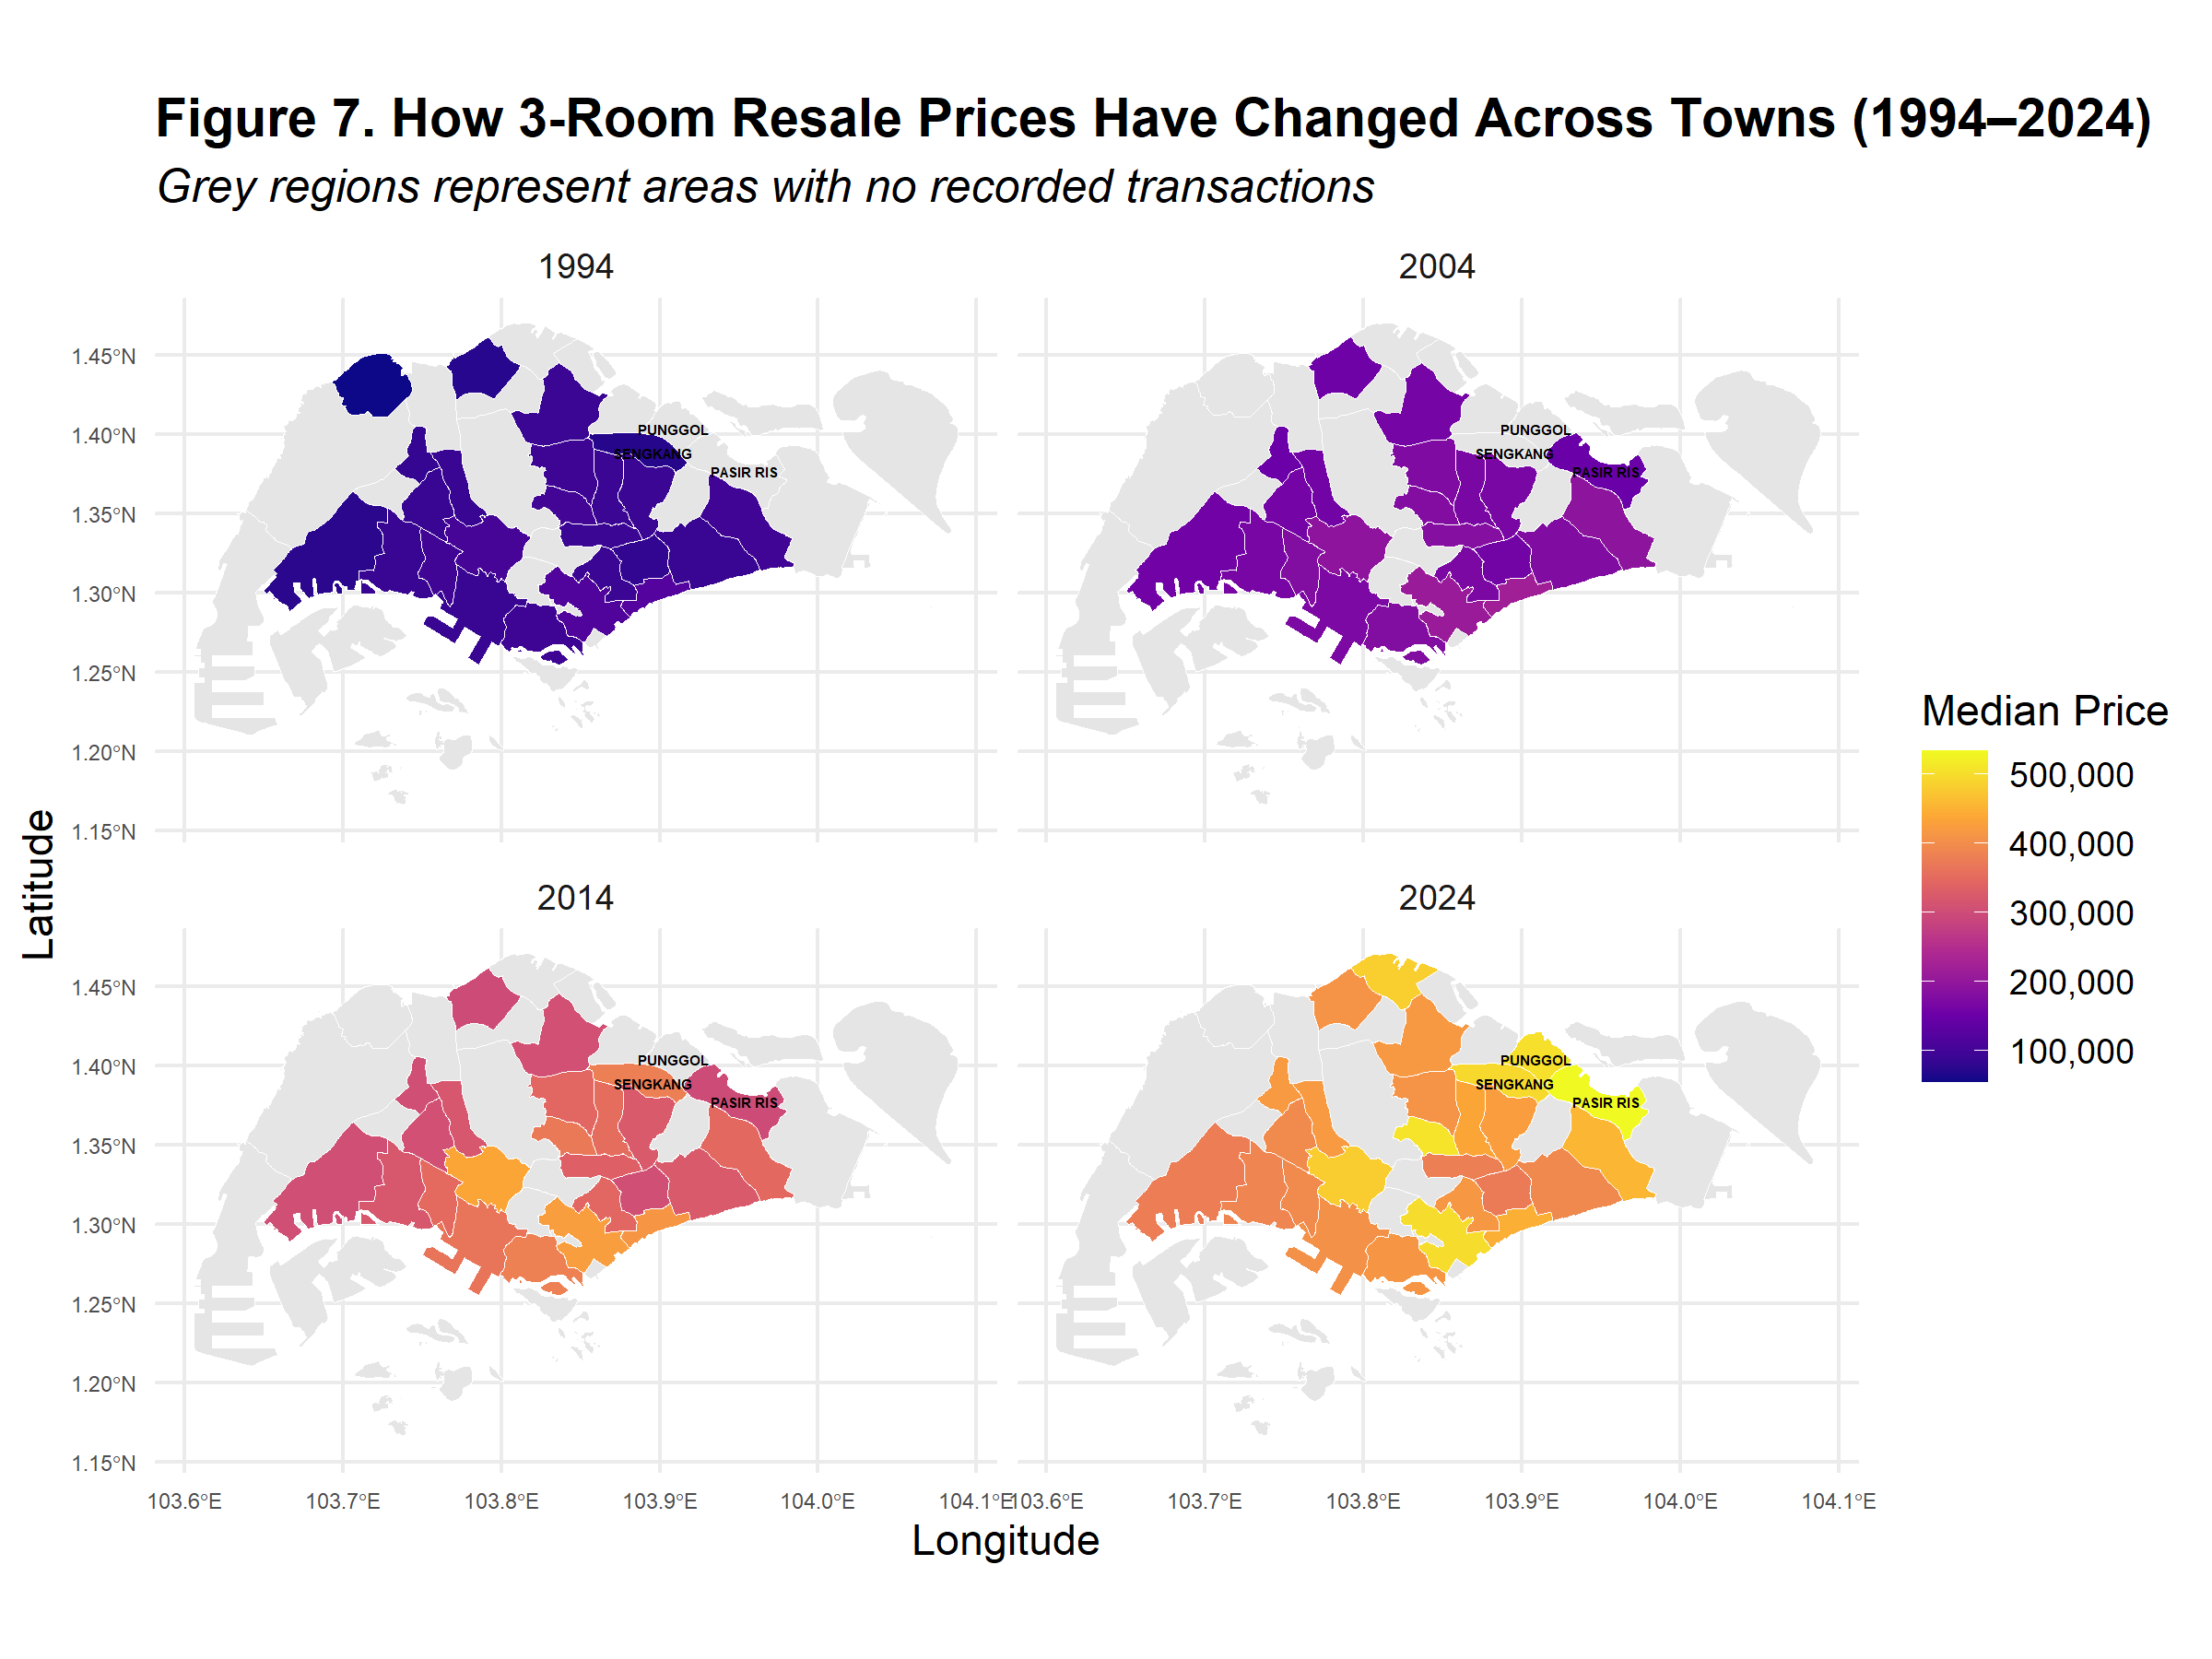 Figure 7. How 3-Room Resale Prices Have Changed Across Towns (1994–2024)
Grey regions represent areas with no recorded transactions
1994
2004
1.45°N
1.40°N
1.35°N
1.30°N
1.25°N
1.20°N
1.15°N
PUNGGOL
SENGKANG
PASIR RIS
PUNGGOL
SENGKANG
PASIR RIS
Median Price
500,000
400,000
300,000
200,000
100,000
Latitude
2014
2024
1.45°N
1.40°N
1.35°N
1.30°N
1.25°N
1.20°N
1.15°N
PUNGGOL
SENGKANG
PASIR RIS
PUNGGOL
SENGKANG
PASIR RIS
103.6°E 103.7°E 103.8°E 103.9°E 104.0°E 104.1°E 103.6°E 103.7°E 103.8°E 103.9°E 104.0°E 104.1°E
Longitude